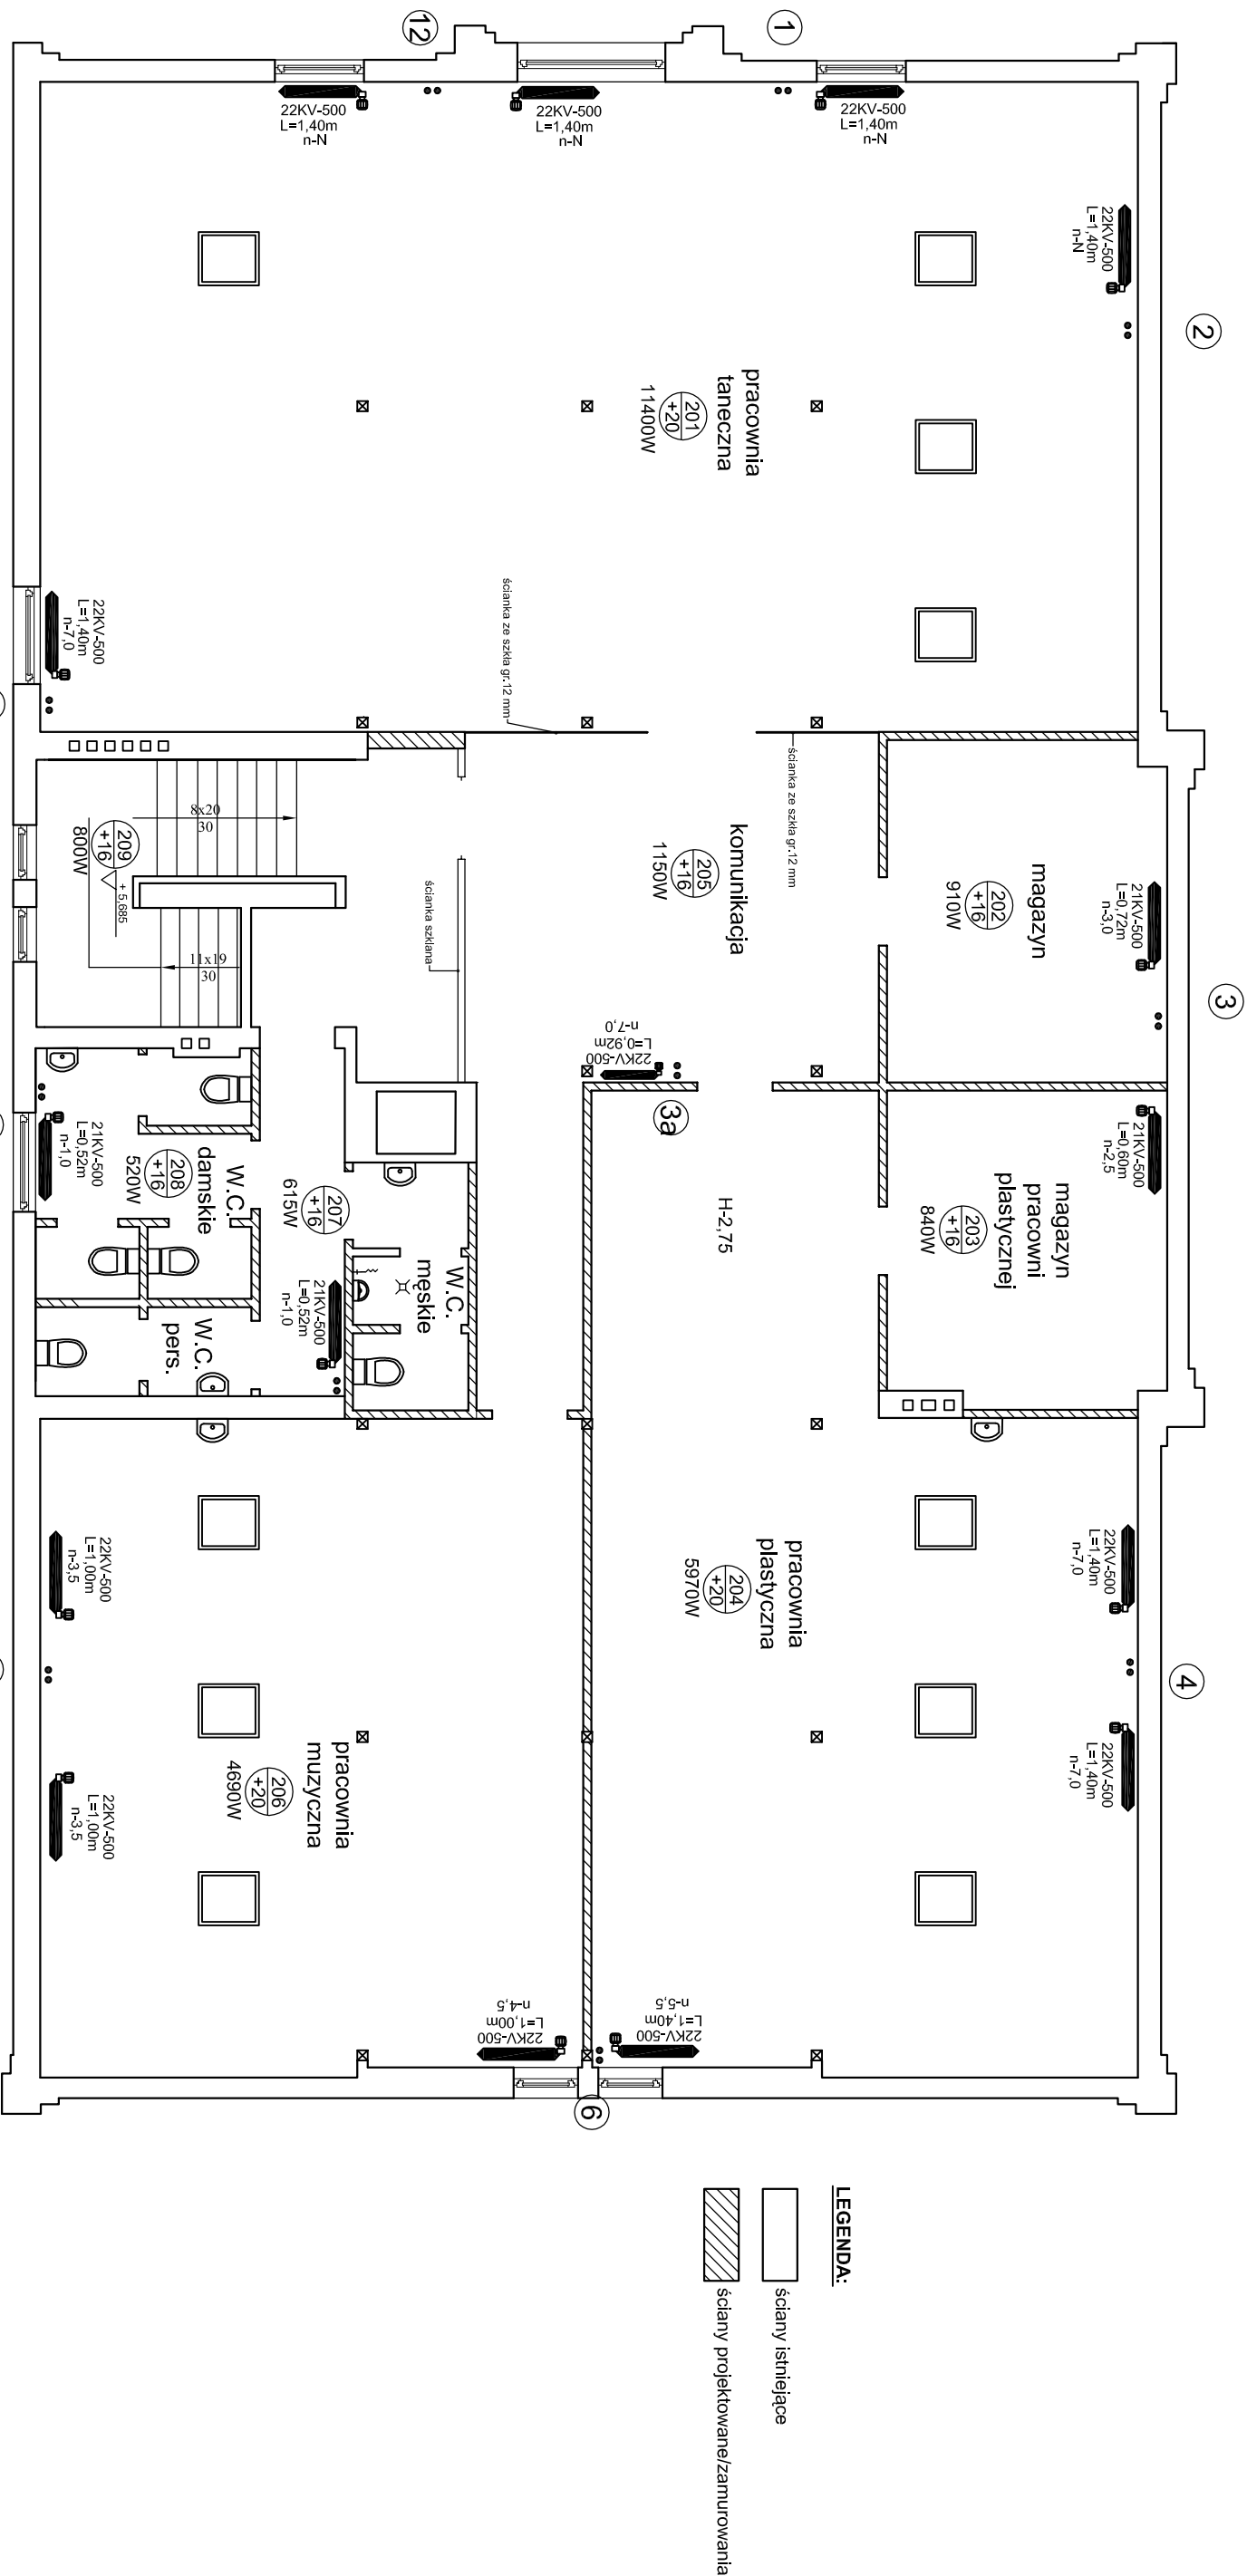 12
1
22KV-500
L=1,40m
n-N
22KV-500
L=1,40m
n-N
22KV-500
L=1,40m
n-N
22KV-500
L=1,40m
n-N
2
pracownia
taneczna
201
+20
11400W
22KV-500
L=1,40m
n-7,0
ścianka ze szkła gr.12 mm
ścianka ze szkła gr.12 mm
8x20
30
209
+16
800W
+ 5,685
11x19
30
ścianka szklana
komunikacja
205
+16
1150W
magazyn
202
+16
910W
21KV-500
L=0,72m
n-3,0
3
22KV-500
L=0,92m
n-7,0
3a
21KV-500
L=0,60m
n-2,5
magazyn
pracowni
plastycznej
203
+16
840W
H-2,75
21KV-500
L=0,52m
n-1,0
W.C.
damskie
208
+16
520W
207
+16
615W
W.C.
męskie
21KV-500
L=0,52m
n-1,0
W.C.
pers.
22KV-500
L=1,00m
n-3,5
22KV-500
L=1,00m
n-3,5
pracownia
muzyczna
206
+20
4690W
pracownia
plastyczna
204
+20
5970W
22KV-500
L=1,40m
n-7,0
22KV-500
L=1,40m
n-7,0
4
22KV-500
L=1,00m
n-4,5
22KV-500
L=1,40m
n-5,5
6
LEGENDA:
ściany istniejące
ściany projektowane/zamurowania